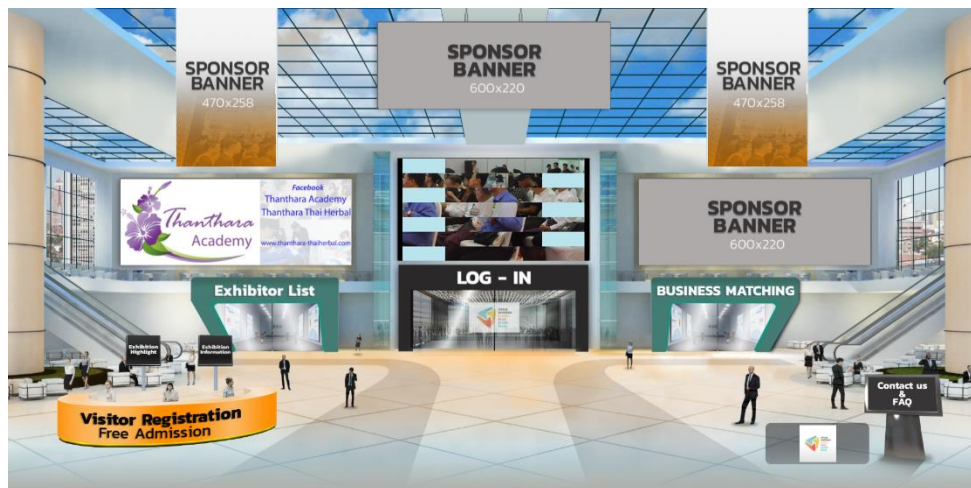 SPONSOR
BANNER
470x258
SPONSOR
BANNER
600x220
SPONSOR
BANNER
470x258
Thanthara
Academy
Facebook
Thanthara Academy
Thanthara Thai Herbal
www.thanthara-thaiherbal.com
SPONSOR
BANNER
600x220
Exhibitor List
LOG - IN
BUSINESS MATCHING
Exhibition
Highlight
Exhibition
Information
Visitor Registration
Free Admission
Contact us
&
FAQ